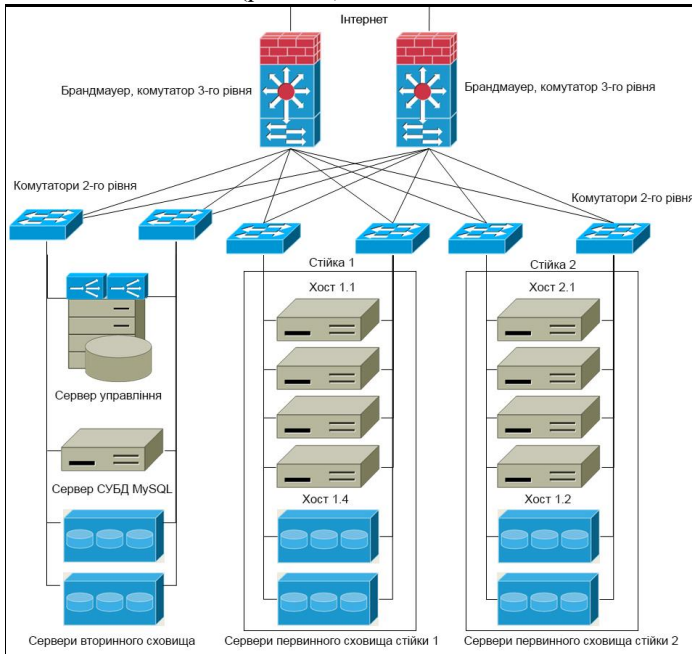 Інтернет
Брандмауер, комутатор 3-го рівня
Брандмауер, комутатор 3-го рівня
Комутатори 2-го рівня
Комутатори 2-го рівня
Стійка 1
Стійка 2
Хост 1.1
Хост 2.1
Сервер управління
Сервер СУБД MySQL
Хост 1.4
Хост 1.2
Сервери вторинного сховища
Сервери первинного сховища стійки 1
Сервери первинного сховища стійки 2